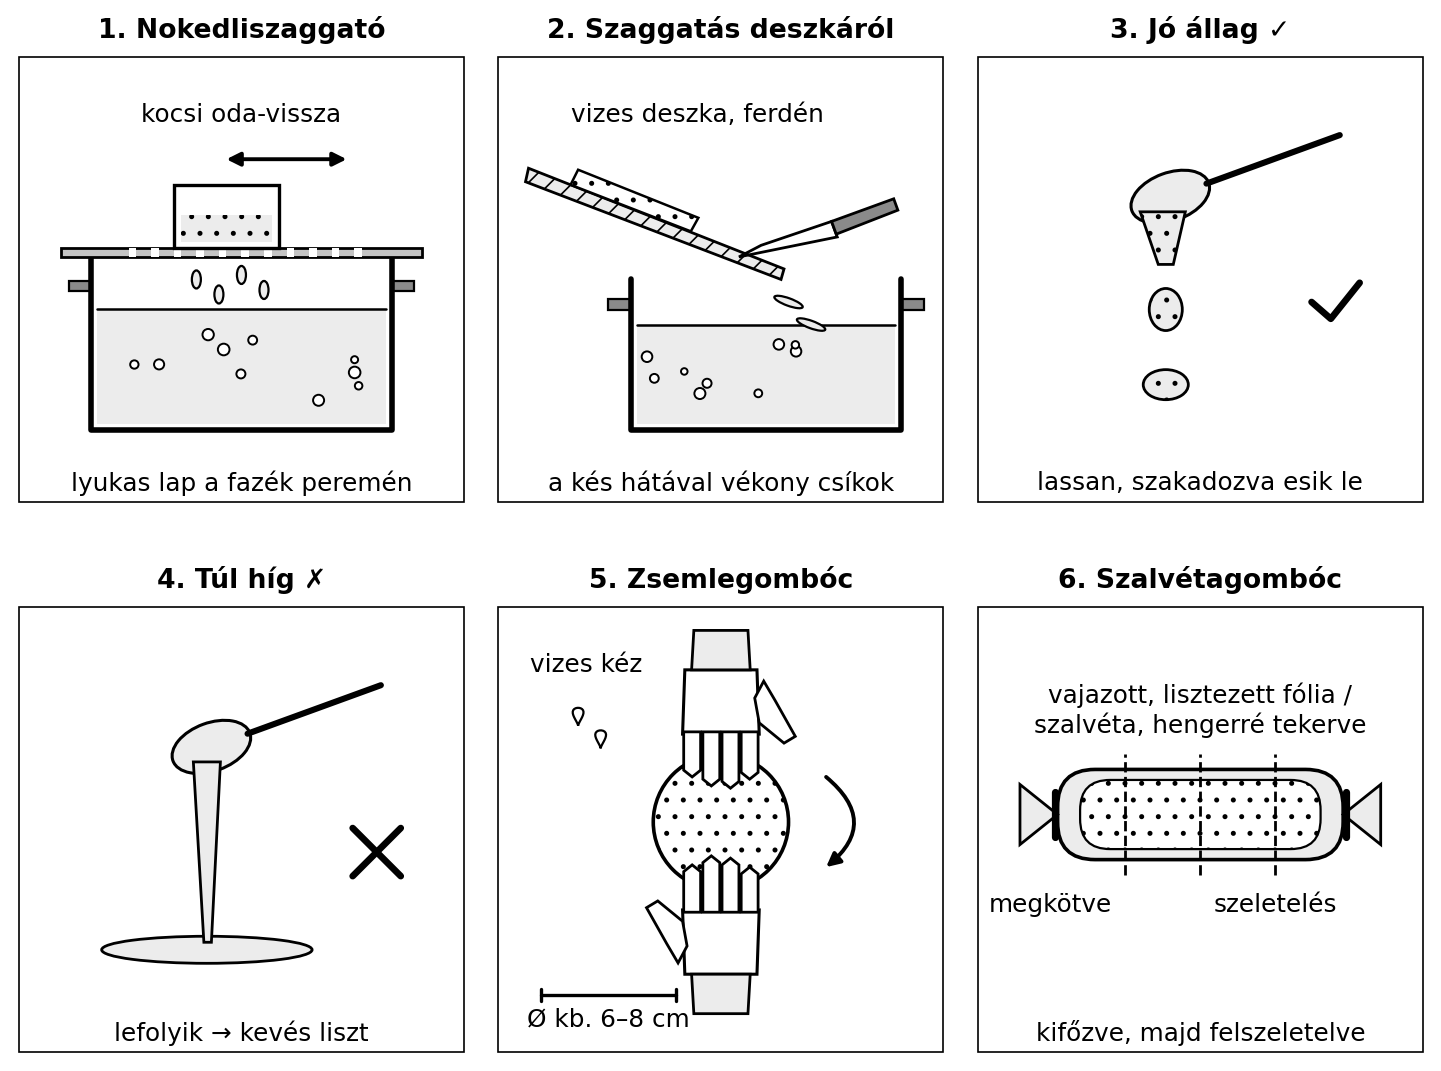 1. Nokedliszaggató
kocsi oda-vissza
lyukas lap a fazék peremén
2. Szaggatás deszkáról
vizes deszka, ferdén
a kés hátával vékony csíkok
3. Jó állag ✓
lassan, szakadozva esik le
4. Túl híg ✗
lefolyik → kevés liszt
5. Zsemlegombóc
vizes kéz
Ø kb. 6–8 cm
6. Szalvétagombóc
vajazott, lisztezett fólia /
szalvéta, hengerré tekerve
megkötve
szeletelés
kifőzve, majd felszeletelve